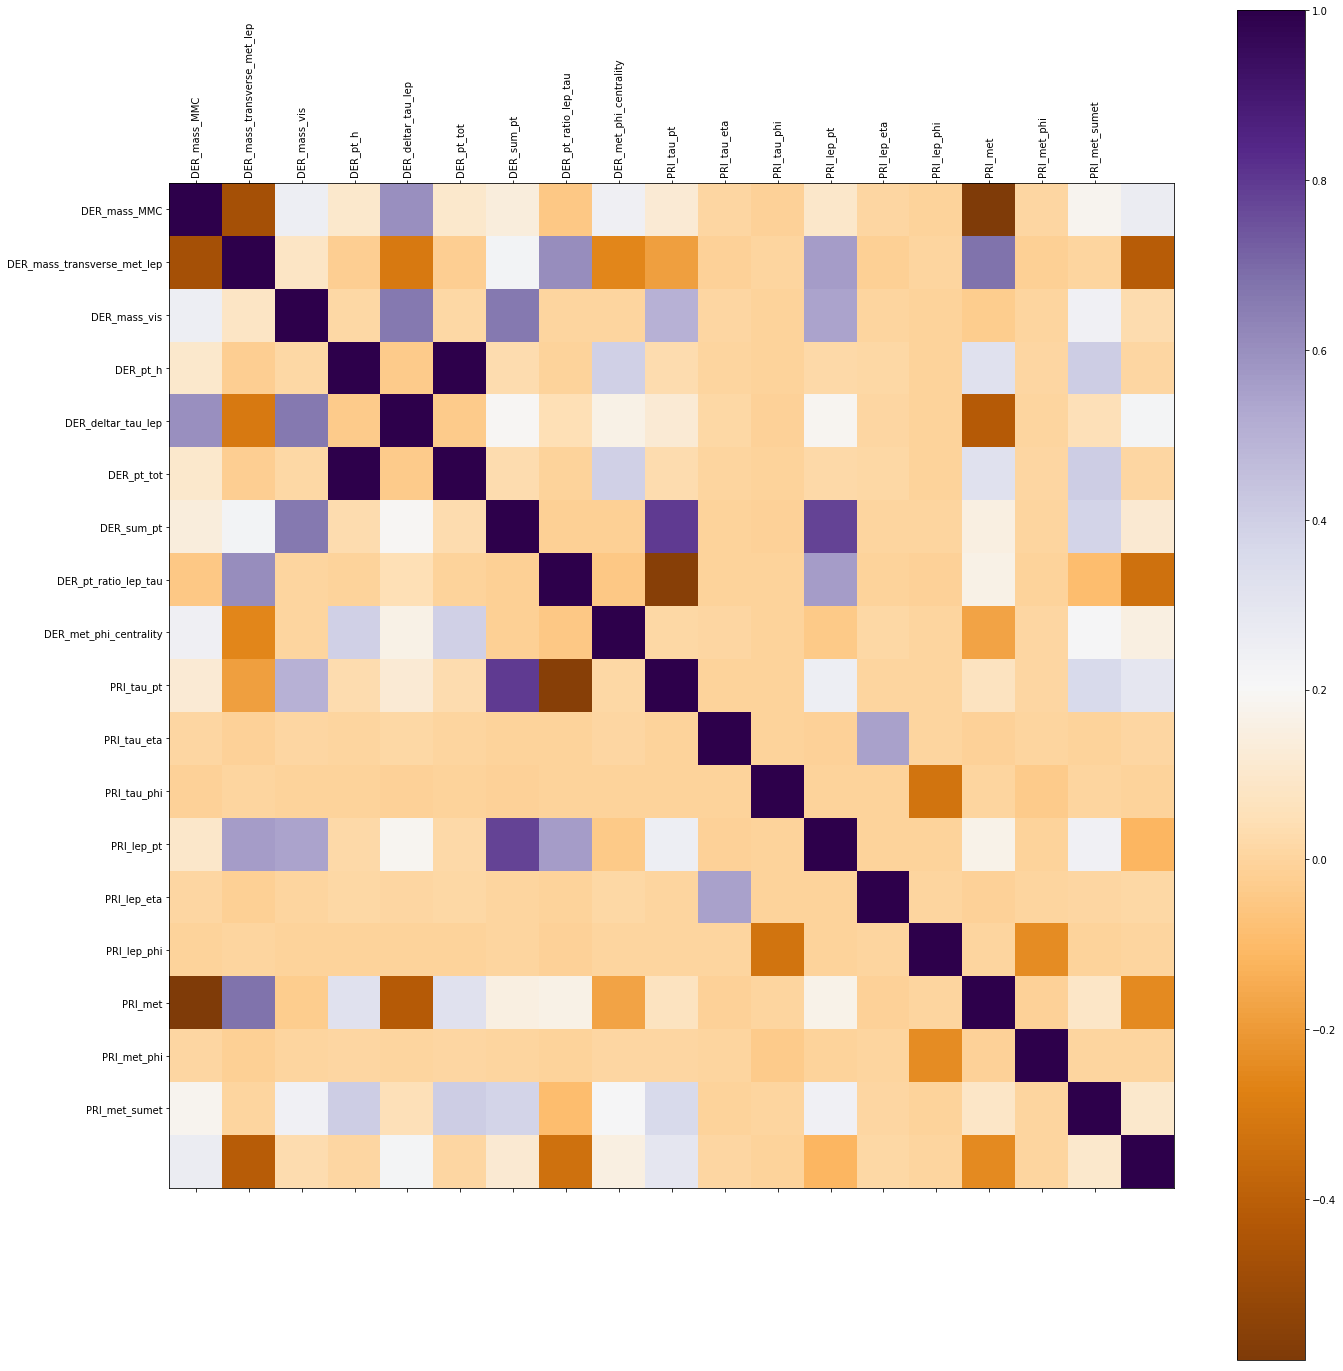 DER_mass_MMC
DER_mass_transverse_met_lep
DER_mass_vis
DER_pt_h
DER_deltar_tau_lep
DER_pt_tot
DER_sum_pt
DER_pt_ratio_lep_tau
DER_met_phi_centrality
PRI_tau_pt
PRI_tau_eta
PRI_tau_phi
PRI_lep_pt
PRI_lep_eta
PRI_lep_phi
PRI_met
PRI_met_phi
PRI_met_sumet
DER_mass_MMC
DER_mass_transverse_met_lep
DER_mass_vis
DER_pt_h
DER_deltar_tau_lep
DER_pt_tot
DER_sum_pt
DER_pt_ratio_lep_tau
DER_met_phi_centrality
PRI_tau_pt
PRI_tau_eta
PRI_tau_phi
PRI_lep_pt
PRI_lep_eta
PRI_lep_phi
PRI_met
PRI_met_phi
PRI_met_sumet
1.0
0.8
0.6
0.4
0.2
0.0
−0.2
−0.4